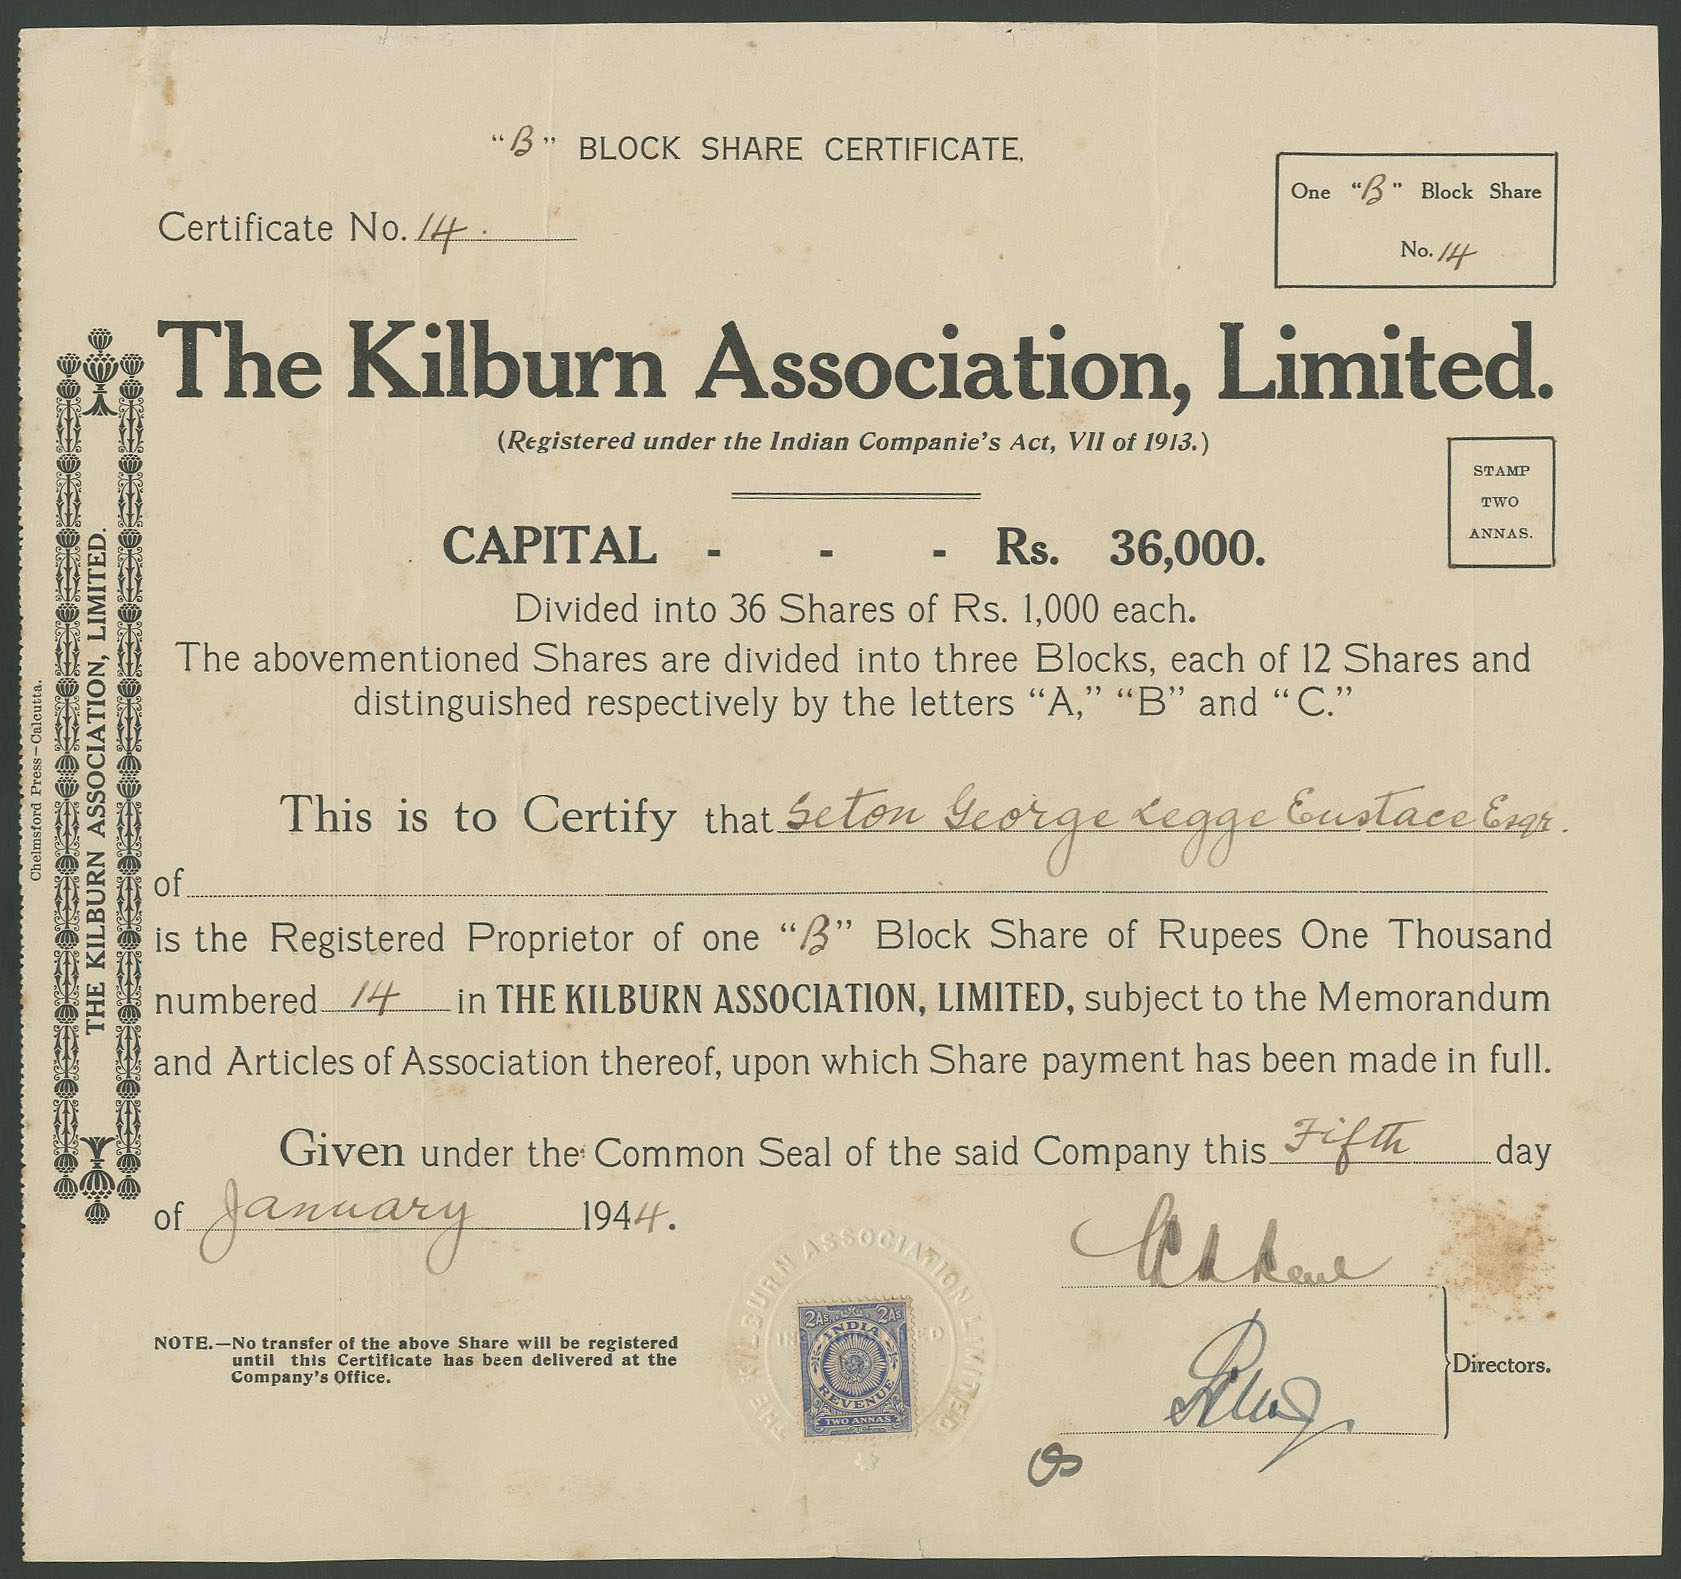 "B" BLOCK SHARE CERTIFICATE.
One "B" Block Share
No. 14
Certificate No. 14.
The Kilburn Association, Limited.
(Registered under the Indian Companie's Act, VII of 1913.)
STAMP
TWO
ANNAS.
CAPITAL - - - Rs. 36,000.
Divided into 36 Shares of Rs. 1,000 each.
The abovementioned Shares are divided into three Blocks, each of 12 Shares and
distinguished respectively by the letters "A," "B" and "C."
This is to Certify that Seton George Legge Eustace Esqr.
of
is the Registered Proprietor of one "B" Block Share of Rupees One Thousand
numbered 14 in THE KILBURN ASSOCIATION, LIMITED, subject to the Memorandum
and Articles of Association thereof, upon which Share payment has been made in full.
Given under the Common Seal of the said Company this Fifth day
of January 1944.
THE KILBURN ASSOCIATION LIMITED
2As. 2As.
INDIA
REVENUE
TWO ANNAS
Directors.
NOTE.—No transfer of the above Share will be registered
until this Certificate has been delivered at the
Company's Office.
THE KILBURN ASSOCIATION, LIMITED.
Chelmsford Press—Calcutta.